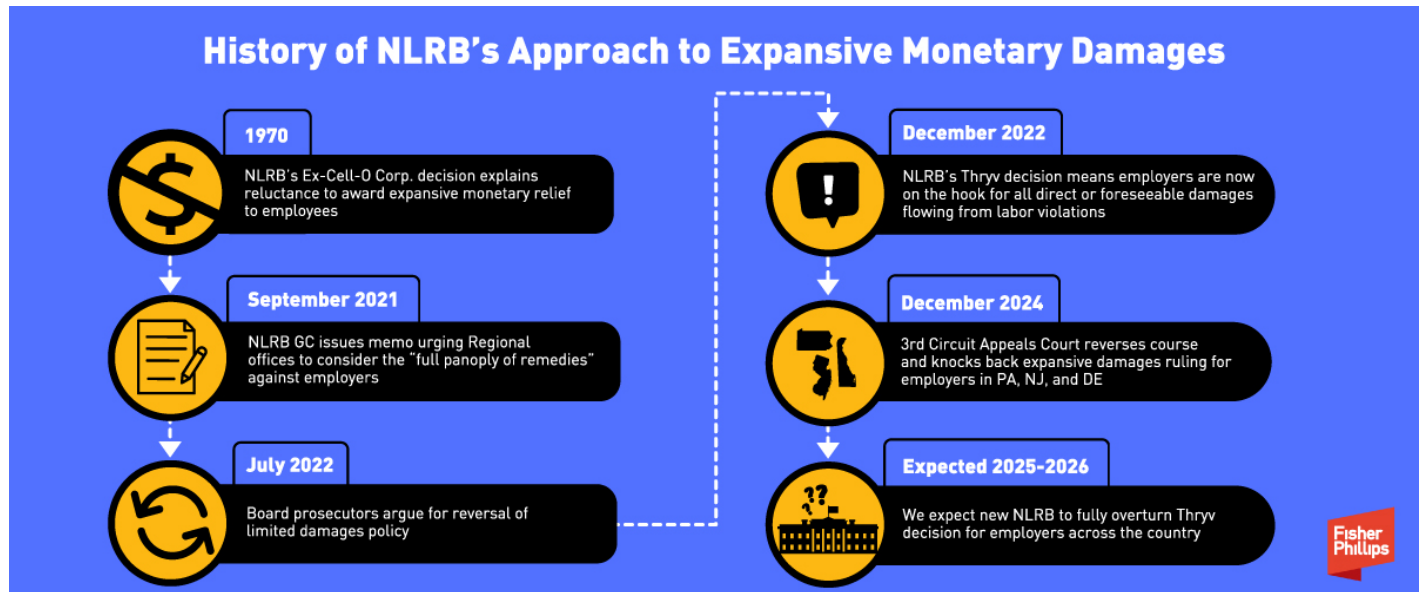 History of NLRB's Approach to Expansive Monetary Damages
1970
NLRB's Ex-Cell-O Corp. decision explains
reluctance to award expansive monetary relief
to employees
September 2021
NLRB GC issues memo urging Regional
offices to consider the “full panoply of remedies”
against employers
July 2022
Board prosecutors argue for reversal of
limited damages policy
December 2022
NLRB's Thryv decision means employers are now
on the hook for all direct or foreseeable damages
flowing from labor violations
December 2024
3rd Circuit Appeals Court reverses course
and knocks back expansive damages ruling for
employers in PA, NJ, and DE
Expected 2025-2026
We expect new NLRB to fully overturn Thryv
decision for employers across the country
Fisher
Phillips